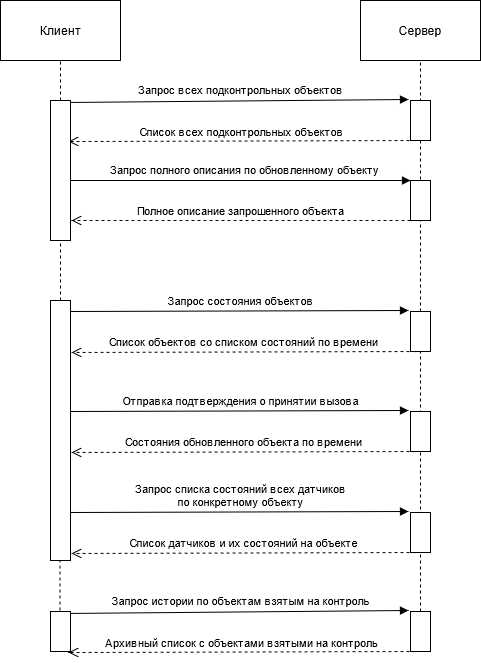 Клиент
Сервер
Запрос всех подконтрольных объектов
Список всех подконтрольных объектов
Запрос полного описания по обновленному объекту
Полное описание запрошенного объекта
Запрос состояния объектов
Список объектов со списком состояний по времени
Отправка подтверждения о принятии вызова
Состояния обновленного объекта по времени
Запрос списка состояний всех датчиков
по конкретному объекту
Список датчиков и их состояний на объекте
Запрос истории по объектам взятым на контроль
Архивный список с объектами взятыми на контроль